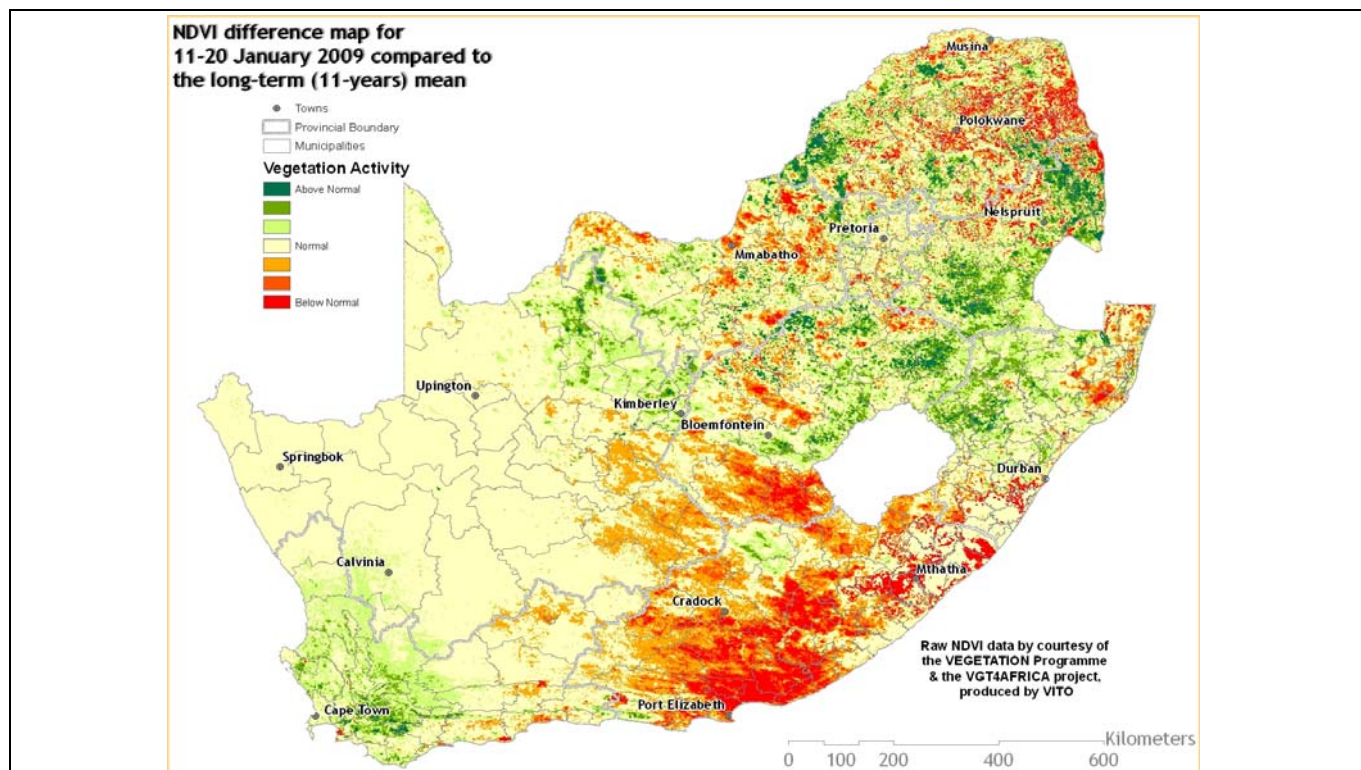 NDVI difference map for
11-20 January 2009 compared to
the long-term (11-years) mean
Towns
Provincial Boundary
Municipalities
Vegetation Activity
Above Normal
Normal
Below Normal
Musina
Polokwane
Nelspruit
Pretoria
Mmabatho
Upington
Kimberley
Bloemfontein
Springbok
Durban
Calvinia
Mthatha
Cradock
Port Elizabeth
Cape Town
Raw NDVI data by courtesy of
the VEGETATION Programme
& the VGT4AFRICA project,
produced by VITO
Kilometers
0 100 200 400 600